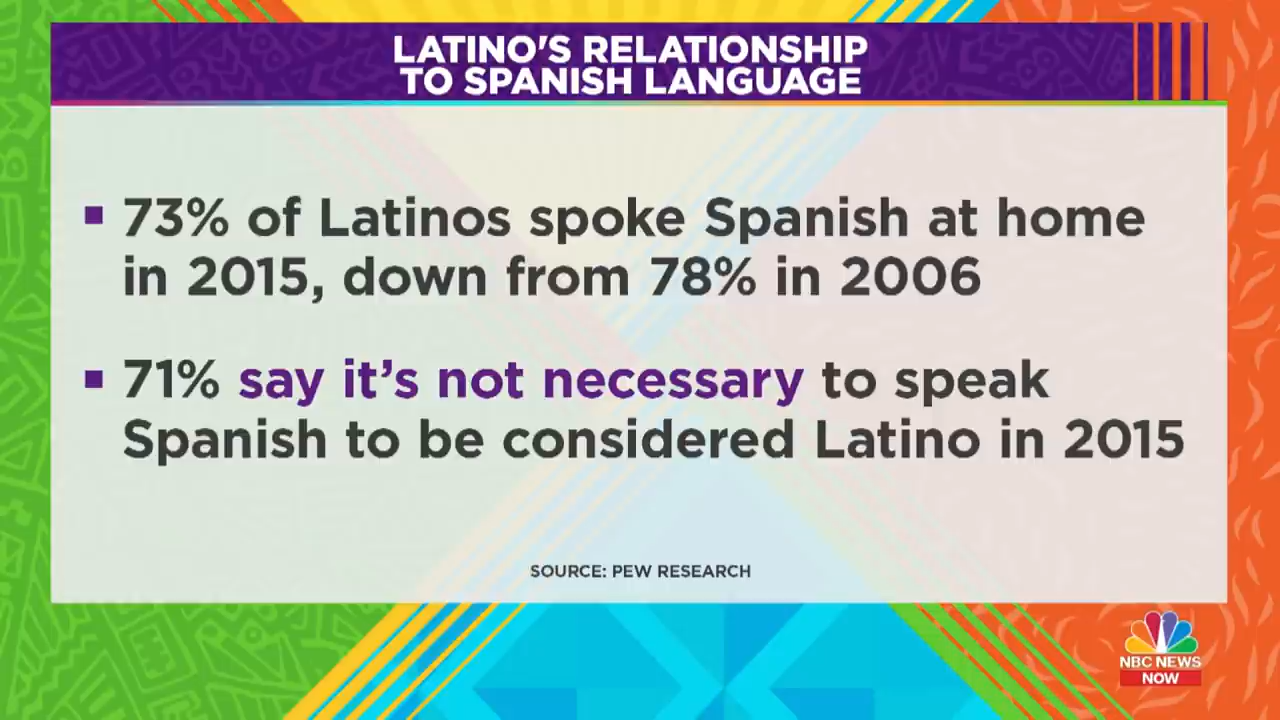 LATINO'S RELATIONSHIP
TO SPANISH LANGUAGE
▪ 73% of Latinos spoke Spanish at home
in 2015, down from 78% in 2006
▪ 71% say it’s not necessary to speak
Spanish to be considered Latino in 2015
SOURCE: PEW RESEARCH
NBC NEWS
NOW